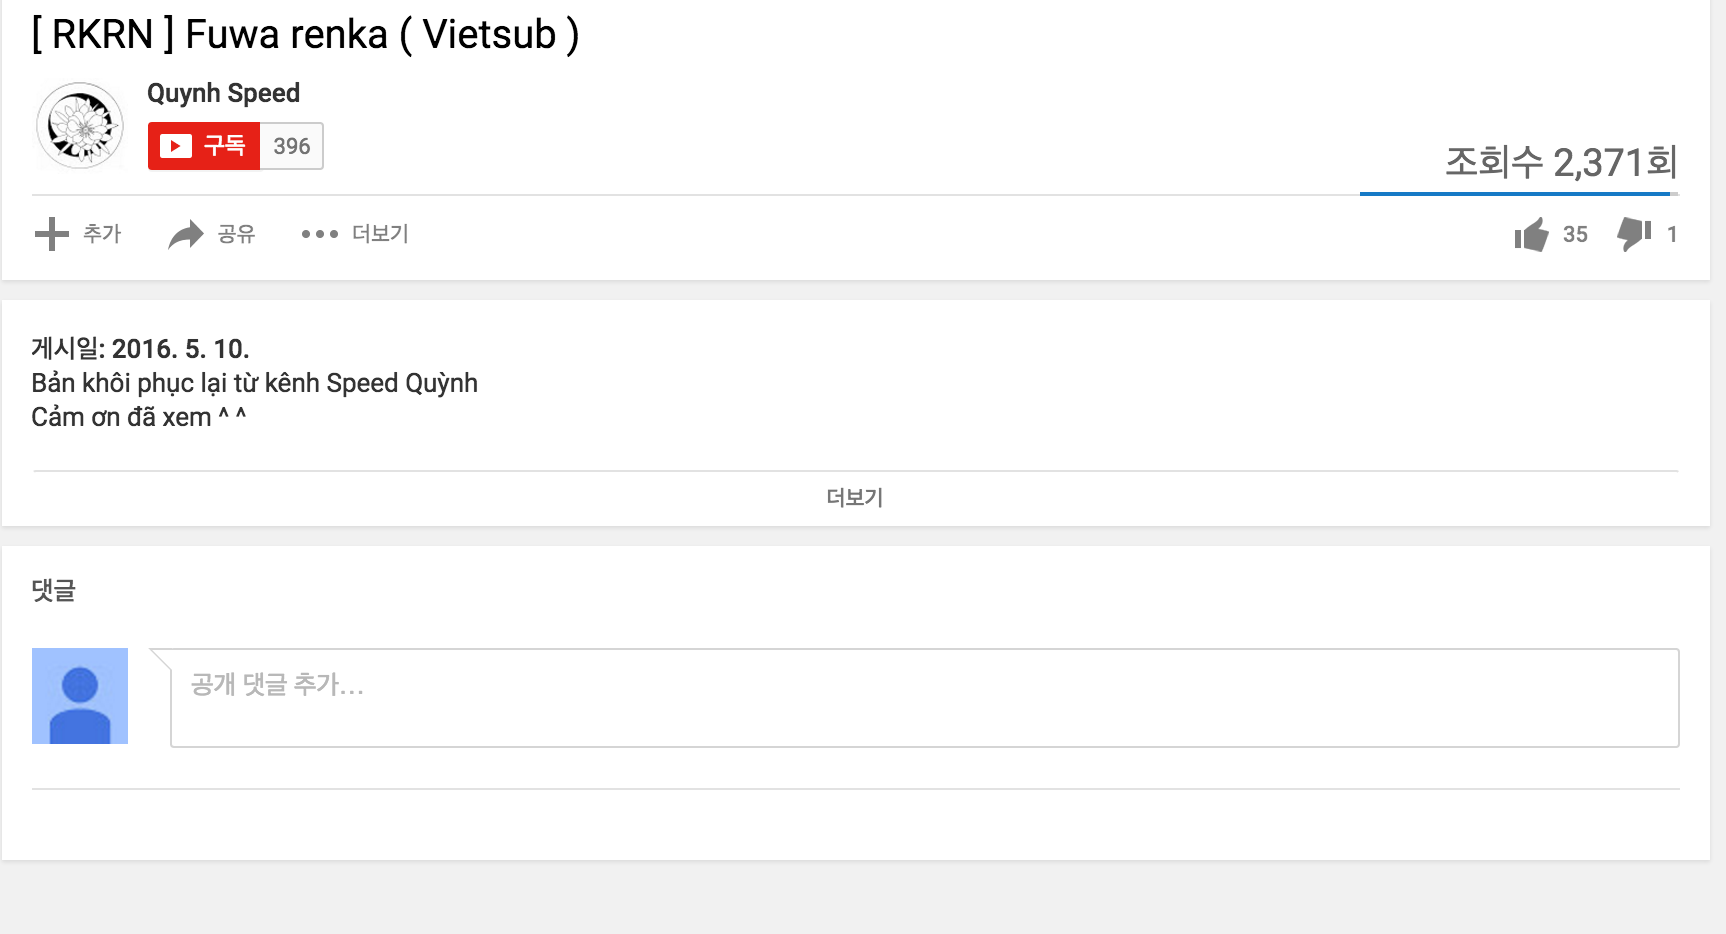 [ RKRN ] Fuwa renka ( Vietsub )
Quynh Speed
구독 396
조회수 2,371회
추가 공유 더보기 35 1
게시일: 2016. 5. 10.
Bản khôi phục lại từ kênh Speed Quỳnh
Cảm ơn đã xem ^ ^
더보기
댓글
공개 댓글 추가...